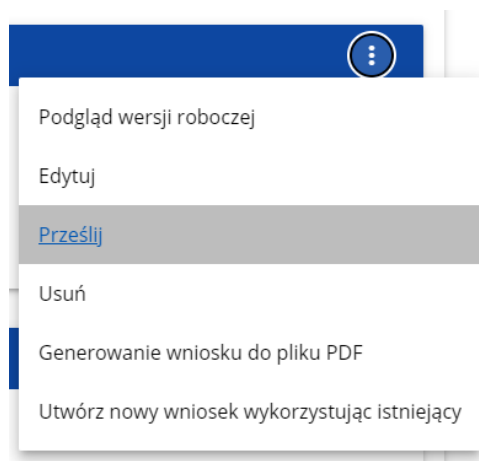 Podgląd wersji roboczej
Edytuj
Prześlij
Usuń
Generowanie wniosku do pliku PDF
Utwórz nowy wniosek wykorzystując istniejący